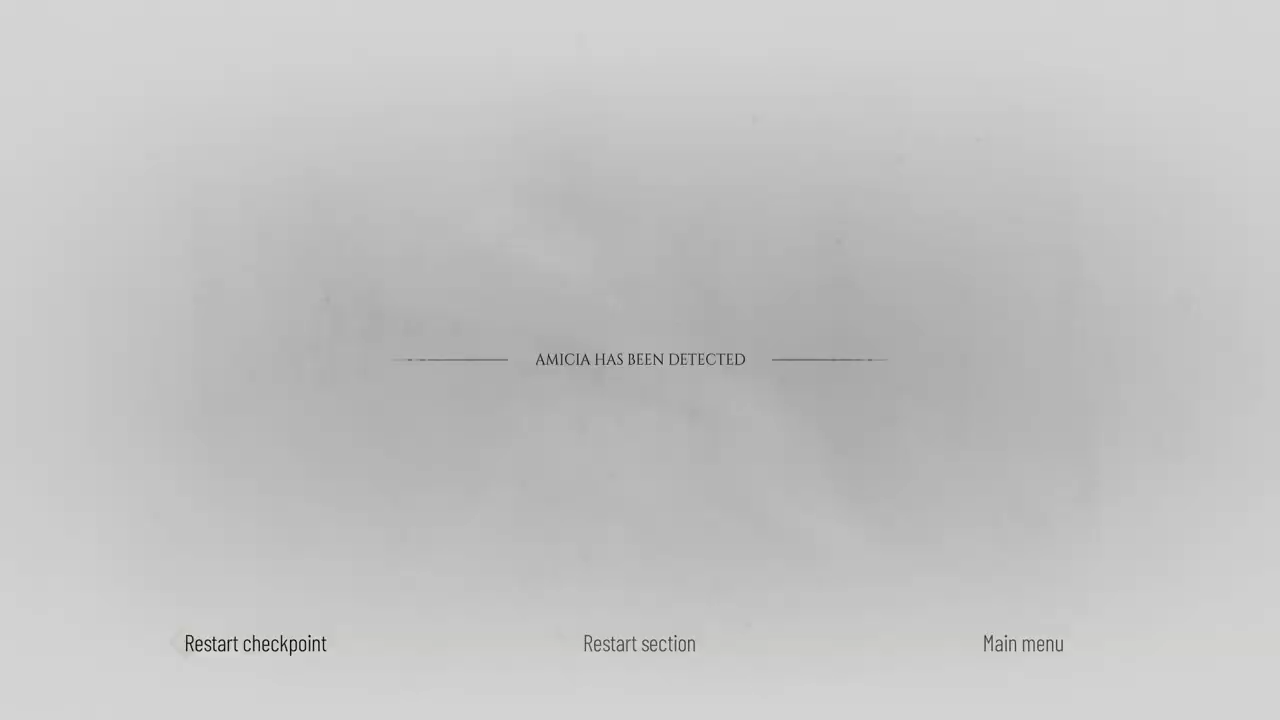 AMICIA HAS BEEN DETECTED
Restart checkpoint
Restart section
Main menu